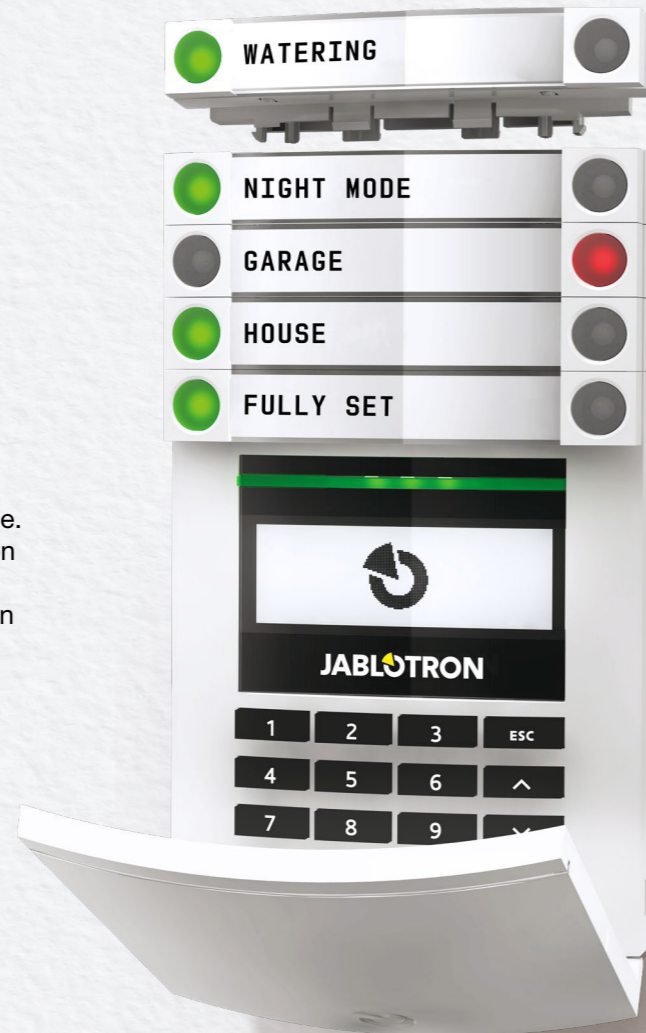 WATERING
NIGHT MODE
GARAGE
HOUSE
FULLY SET
e.
n
n
JABLOTRON
1 2 3 ESC
4 5 6
7 8 9